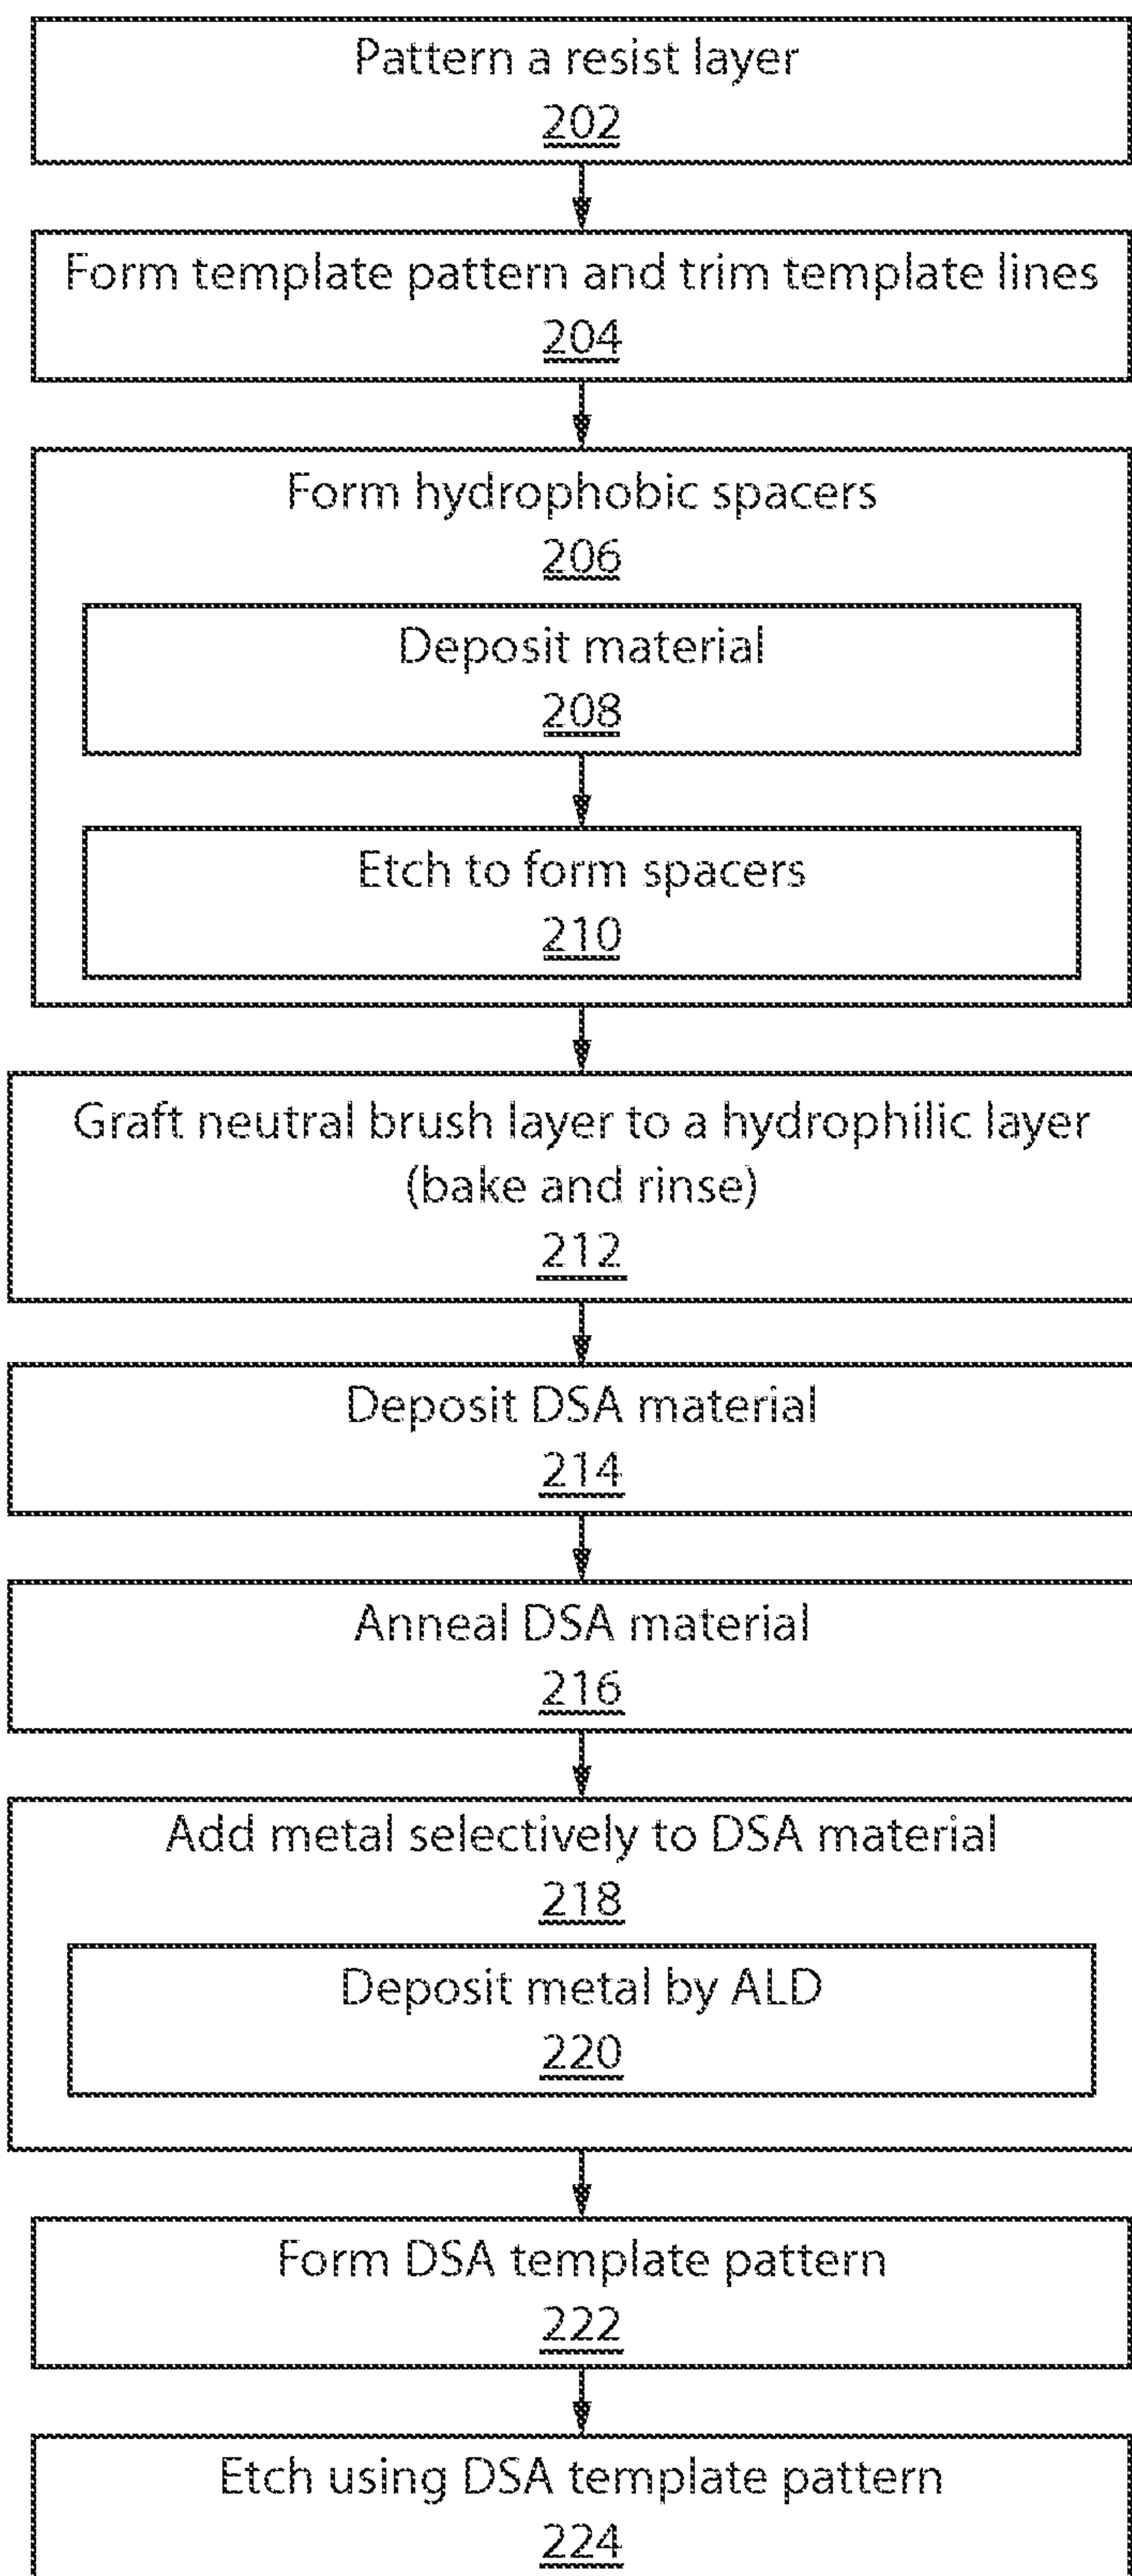 Pattern a resist layer
202
Form template pattern and trim template lines
204
Form hydrophobic spacers
206
Deposit material
208
Etch to form spacers
210
Graft neutral brush layer to a hydrophilic layer
(bake and rinse)
212
Deposit DSA material
214
Anneal DSA material
216
Add metal selectively to DSA material
218
Deposit metal by ALD
220
Form DSA template pattern
222
Etch using DSA template pattern
224